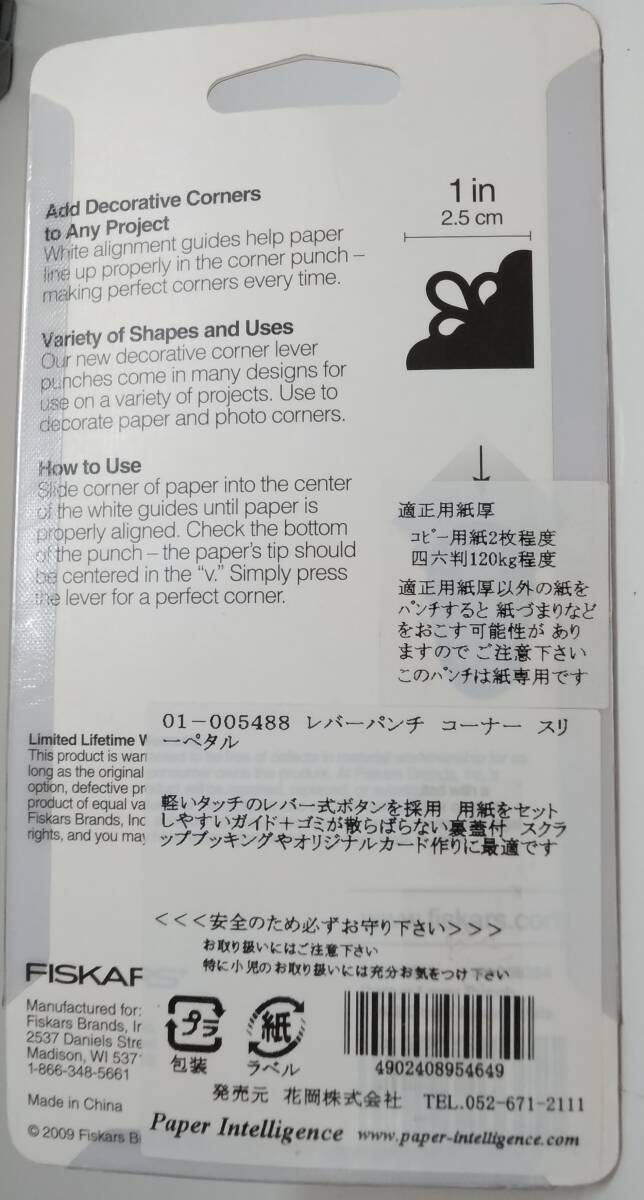 Add Decorative Corners
to Any Project
White alignment guides help paper
line up properly in the corner punch –
making perfect corners every time.
Variety of Shapes and Uses
Our new decorative corner lever
punches come in many designs for
use on a variety of projects. Use to
decorate paper and photo corners.
How to Use
Slide corner of paper into the center
of the white guides until paper is
properly aligned. Check the bottom
of the punch – the paper's tip should
be centered in the “v.” Simply press
the lever for a perfect corner.
1 in
2.5 cm
適正用紙厚
コピー用紙2枚程度
四六判120kg程度
適正用紙厚以外の紙を
パンチすると 紙づまりなど
をおこす可能性が あり
ますので ご注意下さい
このパンチは紙専用です
Limited Lifetime W
This product is warr
long as the original
option, defective pr
product of equal va
Fiskars Brands, Inc
rights, and you may
01-005488 レバーパンチ コーナー スリ
ーペタル
軽いタッチのレバー式ボタンを採用 用紙をセット
しやすいガイド＋ゴミが散らばらない裏蓋付 スクラ
ップブッキングやオリジナルカード作りに最適です
<<<安全のため必ずお守り下さい>>>
お取り扱いにはご注意下さい
特に小児のお取り扱いには充分お気をつけ下さい
FISKAR
Manufactured for:
Fiskars Brands, Ir
2537 Daniels Stre
Madison, WI 537
1-866-348-5661
Made in China
© 2009 Fiskars B
プラ
包装
紙
ラベル
4902408954649
発売元 花岡株式会社 TEL.052-671-2111
Paper Intelligence www.paper-intelligence.com